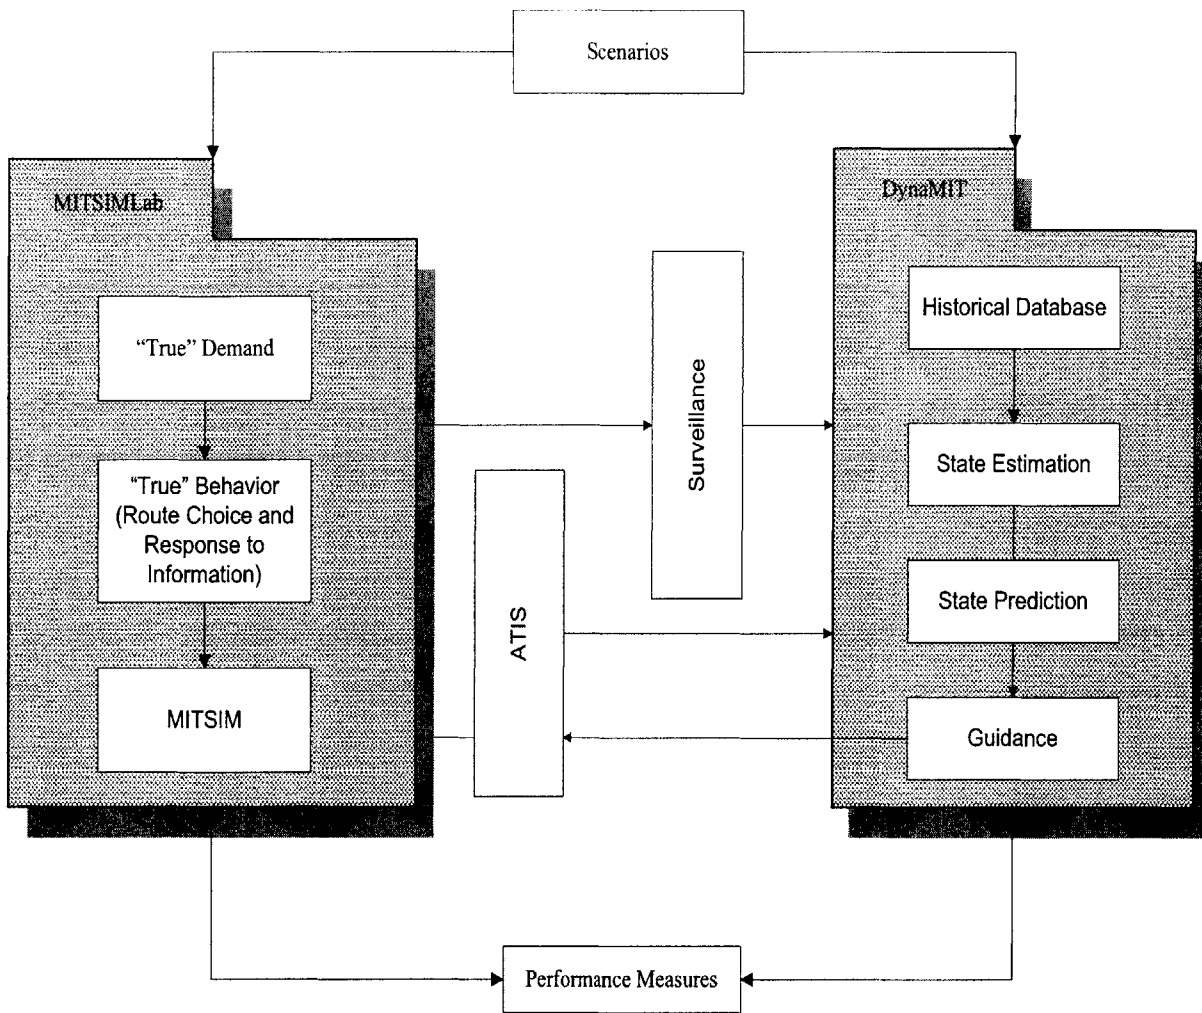 Scenarios
MITSIMLab
DynaMIT
"True" Demand
"True" Behavior
(Route Choice and
Response to
Information)
MITSIM
Surveillance
ATIS
Historical Database
State Estimation
State Prediction
Guidance
Performance Measures